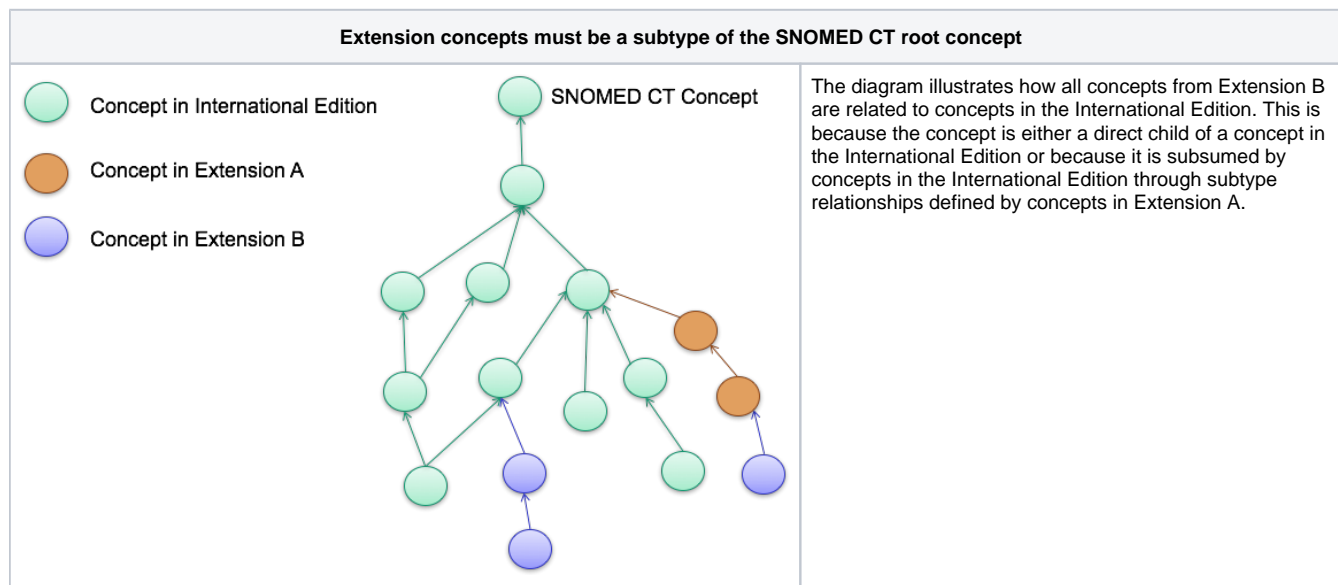 Extension concepts must be a subtype of the SNOMED CT root concept
Concept in International Edition
Concept in Extension A
Concept in Extension B
SNOMED CT Concept
The diagram illustrates how all concepts from Extension B
are related to concepts in the International Edition. This is
because the concept is either a direct child of a concept in
the International Edition or because it is subsumed by
concepts in the International Edition through subtype
relationships defined by concepts in Extension A.